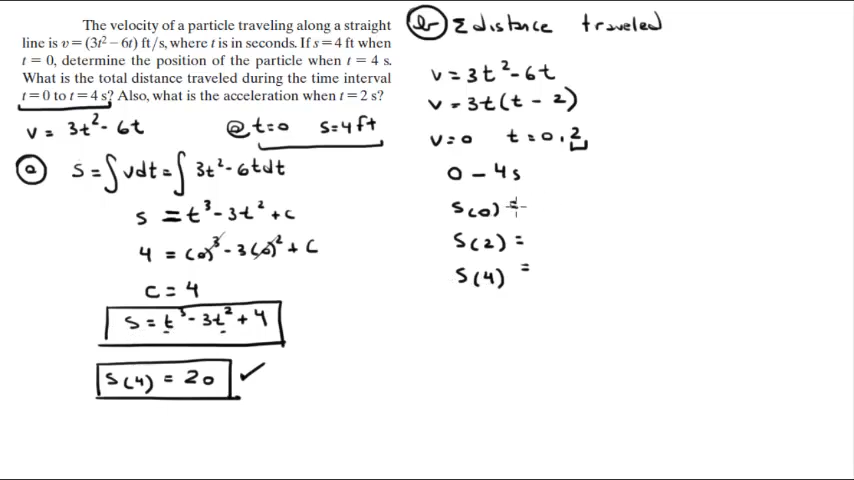 The velocity of a particle traveling along a straight
line is v = (3t² − 6t) ft/s, where t is in seconds. If s = 4 ft when
t = 0, determine the position of the particle when t = 4 s.
What is the total distance traveled during the time interval
t = 0 to t = 4 s? Also, what is the acceleration when t = 2 s?
v = 3t² - 6t @ t=0 s=4ft
a s = ∫vdt = ∫ 3t² - 6tdt
s = t³ - 3t² + c
4 = (0)³ - 3(0)² + c
c = 4
s = t³ - 3t² + 4
s(4) = 20 ✓
b Σ distance traveled
v = 3t² - 6t
v = 3t(t - 2)
v=0 t=0.2
0 - 4s
s(0) =
s(2) =
s(4) =